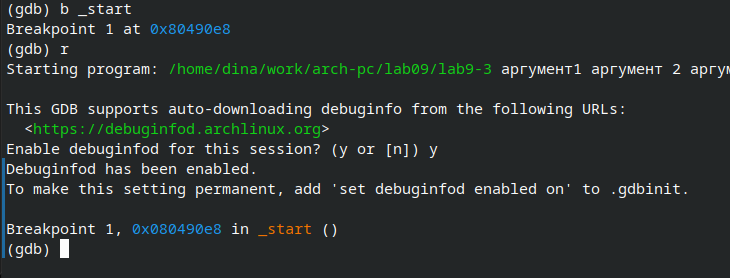 (gdb) b _start
Breakpoint 1 at 0x80490e8
(gdb) r
Starting program: /home/dina/work/arch-pc/lab09/lab9-3 аргумент1 аргумент 2 аргум

This GDB supports auto-downloading debuginfo from the following URLs:
  <https://debuginfod.archlinux.org>
Enable debuginfod for this session? (y or [n]) y
Debuginfod has been enabled.
To make this setting permanent, add 'set debuginfod enabled on' to .gdbinit.

Breakpoint 1, 0x080490e8 in _start ()
(gdb)